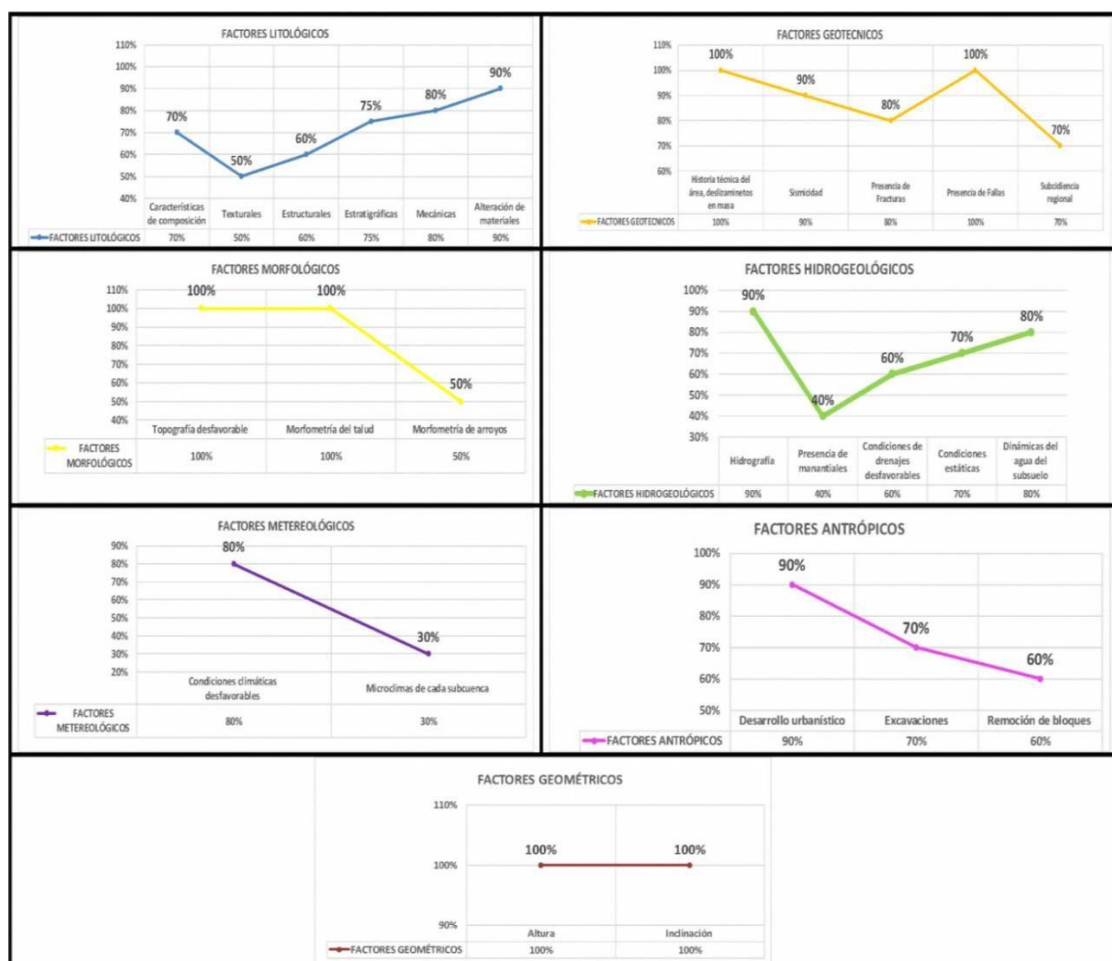 FACTORES LITOLÓGICOS
110%
100%
90%
80%
70%
60%
50%
40%
70%
50%
60%
75%
80%
90%
Características de composición
Texturales
Estructurales
Estratigráficas
Mecánicas
Alteración de materiales
FACTORES LITOLÓGICOS 70% 50% 60% 75% 80% 90%
FACTORES GEOTECNICOS
110%
100%
90%
80%
70%
60%
100%
90%
80%
100%
70%
Historia técnica del área, deslizaminetos en masa
Sismicidad
Presencia de Fracturas
Presencia de Fallas
Subcidiencia regional
FACTORES GEOTECNICOS 100% 90% 80% 100% 70%
FACTORES MORFOLÓGICOS
110%
100%
90%
80%
70%
60%
50%
40%
100%
100%
50%
Topografía desfavorable
Morfometría del talud
Morfometría de arroyos
FACTORES MORFOLÓGICOS 100% 100% 50%
FACTORES HIDROGEOLÓGICOS
100%
90%
80%
70%
60%
50%
40%
30%
90%
40%
60%
70%
80%
Hidrografía
Presencia de manantiales
Condiciones de drenajes desfavorables
Condiciones estáticas
Dinámicas del agua del subsuelo
FACTORES HIDROGEOLÓGICOS 90% 40% 60% 70% 80%
FACTORES METEREOLÓGICOS
90%
80%
70%
60%
50%
40%
30%
20%
80%
30%
Condiciones climáticas desfavorables
Microclimas de cada subcuenca
FACTORES METEREOLÓGICOS 80% 30%
FACTORES ANTRÓPICOS
100%
90%
80%
70%
60%
50%
90%
70%
60%
Desarrollo urbanístico
Excavaciones
Remoción de bloques
FACTORES ANTRÓPICOS 90% 70% 60%
FACTORES GEOMÉTRICOS
110%
100%
90%
100%
100%
Altura
Inclinación
FACTORES GEOMÉTRICOS 100% 100%